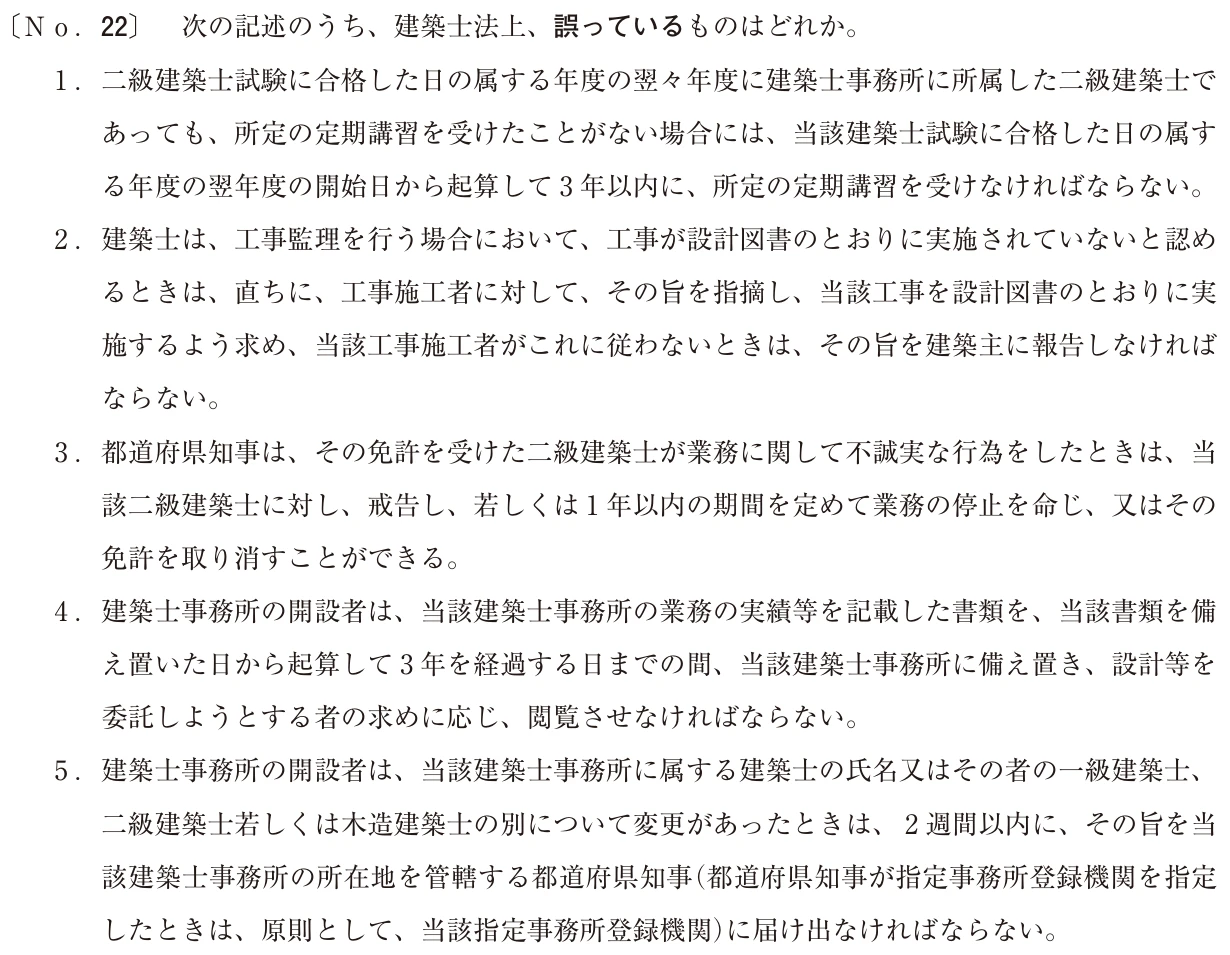 〔Ｎｏ．22〕　次の記述のうち、建築士法上、誤っているものはどれか。
１．二級建築士試験に合格した日の属する年度の翌々年度に建築士事務所に所属した二級建築士で
あっても、所定の定期講習を受けたことがない場合には、当該建築士試験に合格した日の属す
る年度の翌年度の開始日から起算して３年以内に、所定の定期講習を受けなければならない。
２．建築士は、工事監理を行う場合において、工事が設計図書のとおりに実施されていないと認め
るときは、直ちに、工事施工者に対して、その旨を指摘し、当該工事を設計図書のとおりに実
施するよう求め、当該工事施工者がこれに従わないときは、その旨を建築主に報告しなければ
ならない。
３．都道府県知事は、その免許を受けた二級建築士が業務に関して不誠実な行為をしたときは、当
該二級建築士に対し、戒告し、若しくは１年以内の期間を定めて業務の停止を命じ、又はその
免許を取り消すことができる。
４．建築士事務所の開設者は、当該建築士事務所の業務の実績等を記載した書類を、当該書類を備
え置いた日から起算して３年を経過する日までの間、当該建築士事務所に備え置き、設計等を
委託しようとする者の求めに応じ、閲覧させなければならない。
５．建築士事務所の開設者は、当該建築士事務所に属する建築士の氏名又はその者の一級建築士、
二級建築士若しくは木造建築士の別について変更があったときは、２週間以内に、その旨を当
該建築士事務所の所在地を管轄する都道府県知事(都道府県知事が指定事務所登録機関を指定
したときは、原則として、当該指定事務所登録機関)に届け出なければならない。